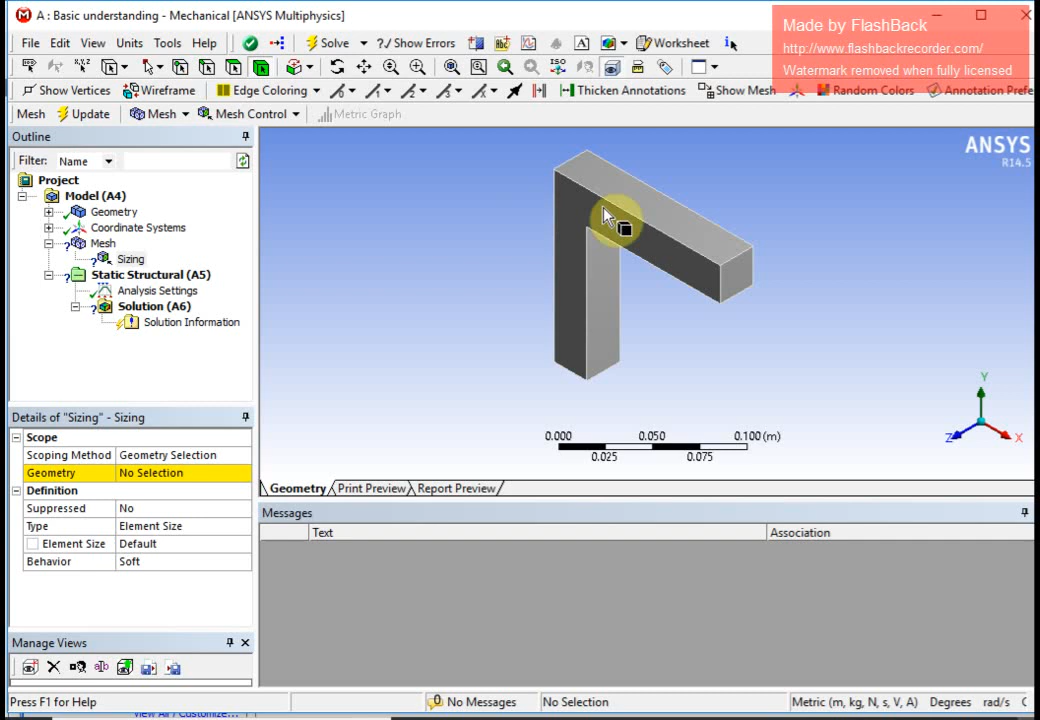 A : Basic understanding - Mechanical [ANSYS Multiphysics]
Made by FlashBack
http://www.flashbackrecorder.com/
Watermark removed when fully licensed
File Edit View Units Tools Help Solve ?/ Show Errors Worksheet
Show Vertices Wireframe Edge Coloring Thicken Annotations Show Mesh Random Colors Annotation Prefe
Mesh Update Mesh Mesh Control Metric Graph
Outline
Filter: Name
Project
Model (A4)
Geometry
Coordinate Systems
Mesh
Sizing
Static Structural (A5)
Analysis Settings
Solution (A6)
Solution Information
ANSYS
R14.5
Y
Z
X
0.000 0.050 0.100 (m)
0.025 0.075
Geometry Print Preview Report Preview
Details of "Sizing" - Sizing
Scope
Scoping Method Geometry Selection
Geometry No Selection
Definition
Suppressed No
Type Element Size
Element Size Default
Behavior Soft
Messages
Text Association
Manage Views
Press F1 for Help No Messages No Selection Metric (m, kg, N, s, V, A) Degrees rad/s C
View All / Customize...